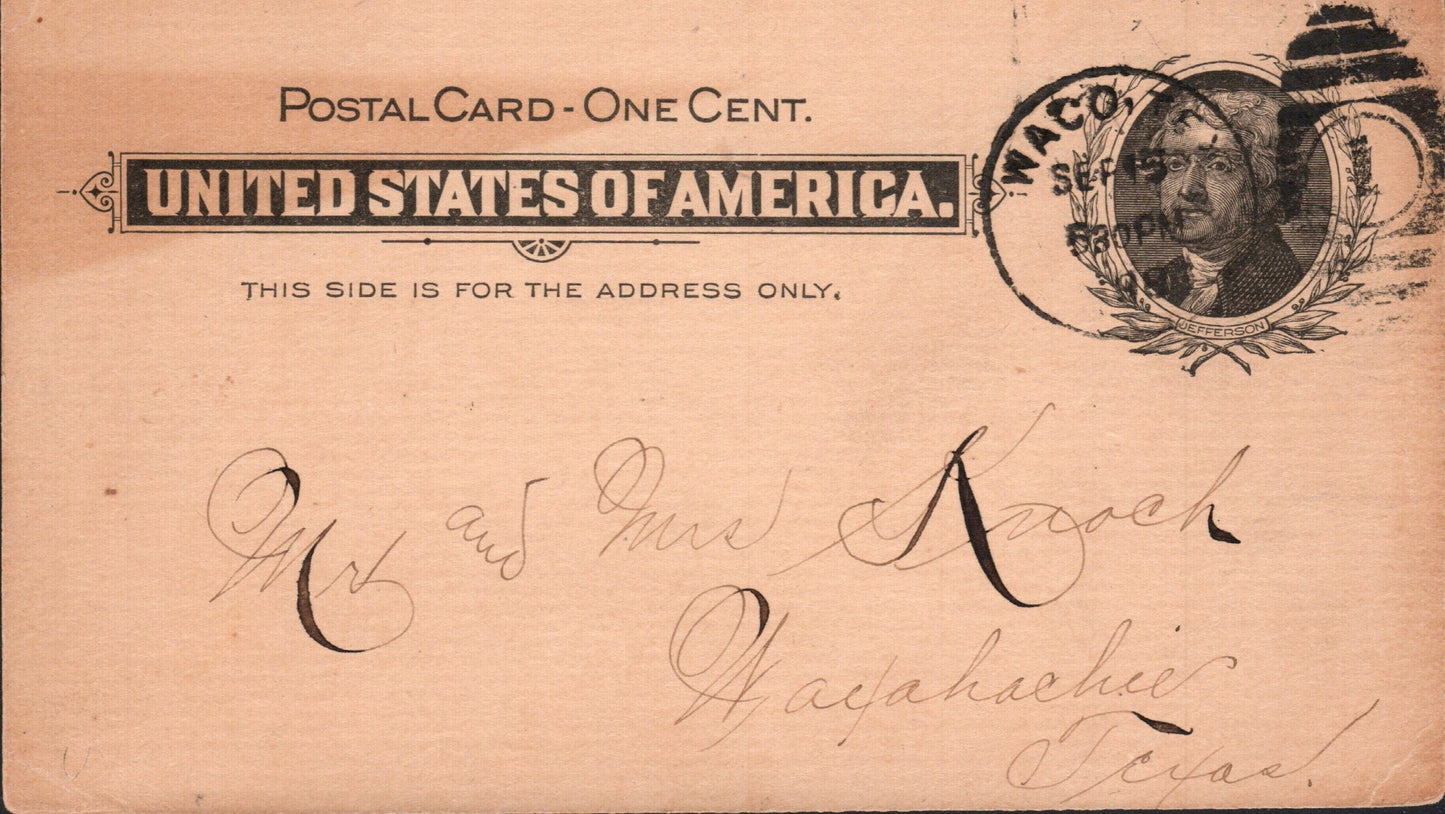 POSTAL CARD - ONE CENT.
UNITED STATES OF AMERICA.
THIS SIDE IS FOR THE ADDRESS ONLY.
WACO,
SEP 15
530PM
JEFFERSON
Mr and Mrs Knoch
Waxahachie
Texas.